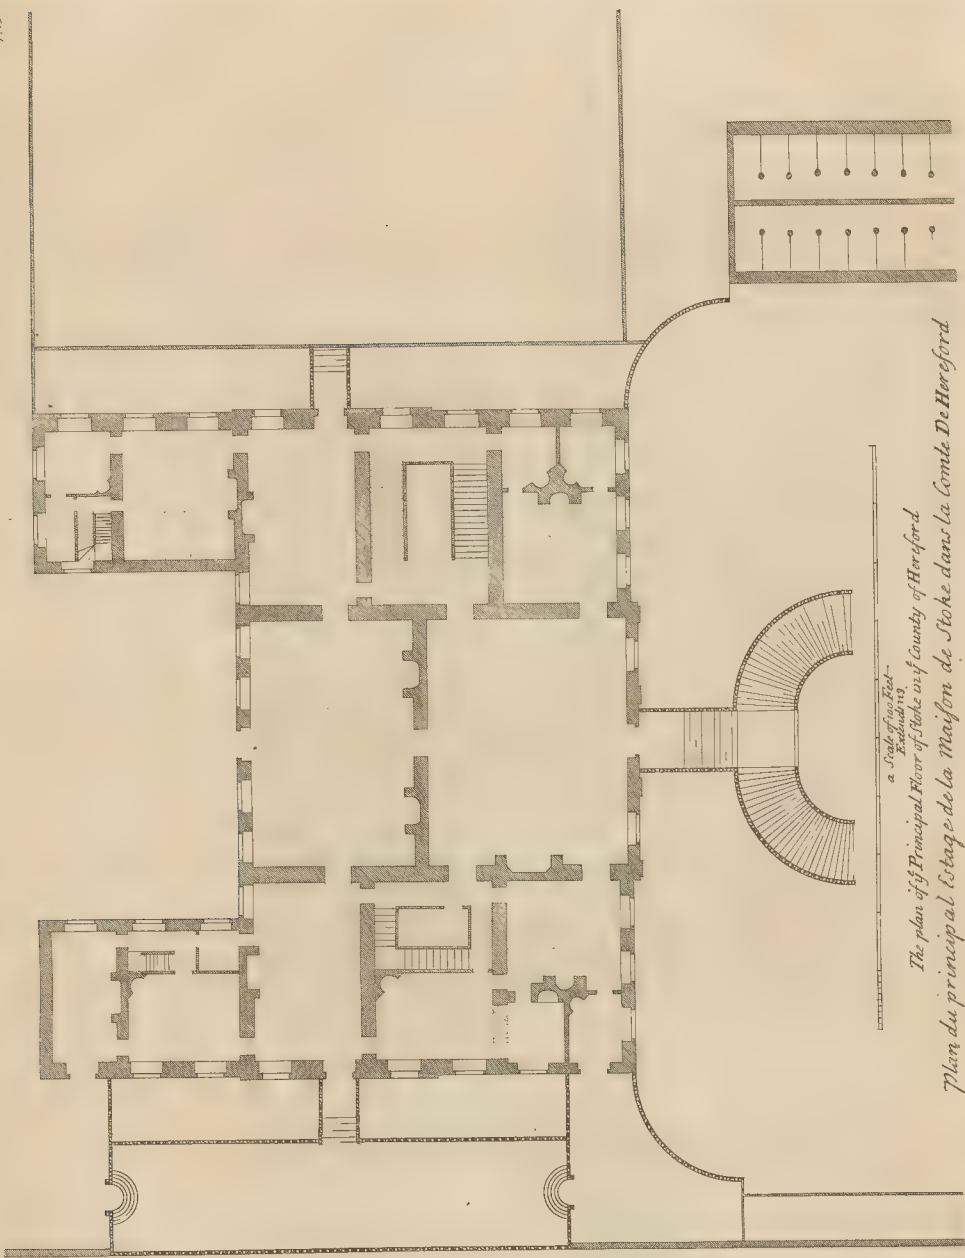 a Scale of 100 Feet
Extending
The plan of yͤ Principal Floor of Stoke in yͤ County of Hereford
Plan du principal Estage de la Maiſon de Stoke dans la Comte De Hereford